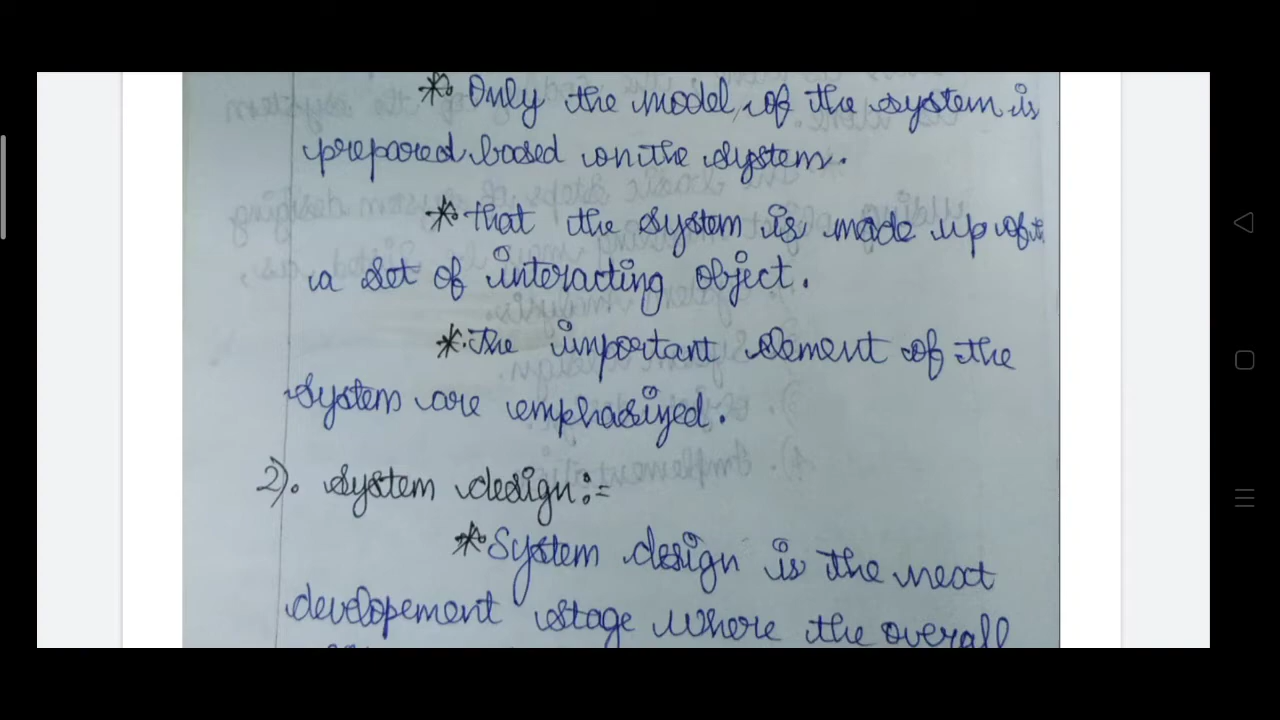 * Only the model of the system is
prepared based on the system.
* that the system is made up of
a set of interacting object.
* the important element of the
system are emphasized.
2). System design:=
* System design is the next
developement stage where the overall